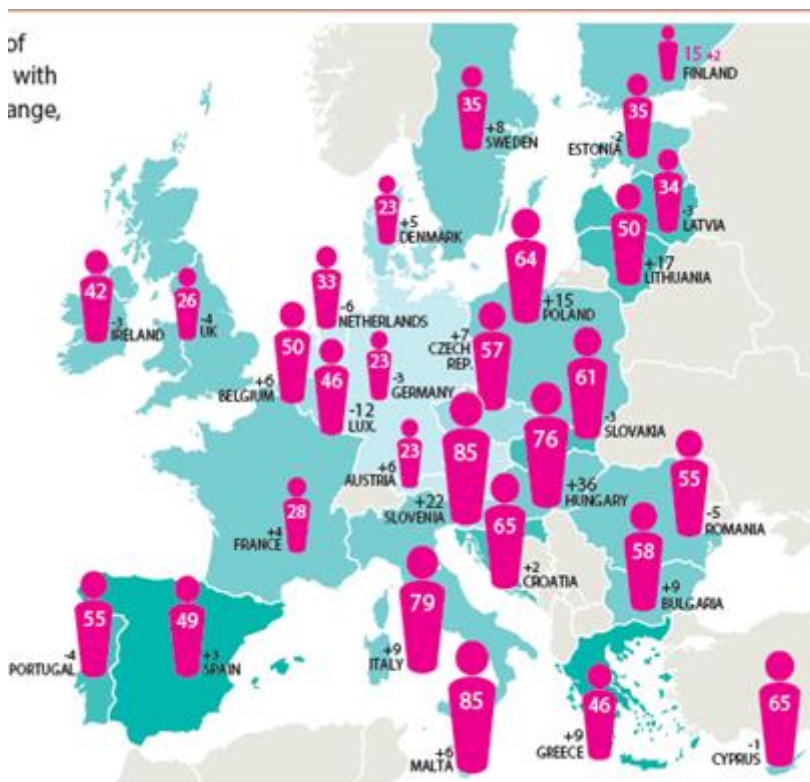 of
with
ange,
15 +2
FINLAND
35
+8
SWEDEN
35
-2
ESTONIA
34
-3
LATVIA
23
+5
DENMARK
50
+17
LITHUANIA
64
+15
POLAND
42
-3
IRELAND
26
-4
UK
33
-6
NETHERLANDS
50
+6
BELGIUM
46
-12
LUX.
23
-3
GERMANY
+7
CZECH
REP.
57
61
-3
SLOVAKIA
23
+6
AUSTRIA
85
+22
SLOVENIA
76
+36
HUNGARY
55
-5
ROMANIA
28
+4
FRANCE
65
+2
CROATIA
58
+9
BULGARIA
55
-4
PORTUGAL
49
+3
SPAIN
79
+9
ITALY
85
+6
MALTA
46
+9
GREECE
65
-1
CYPRUS